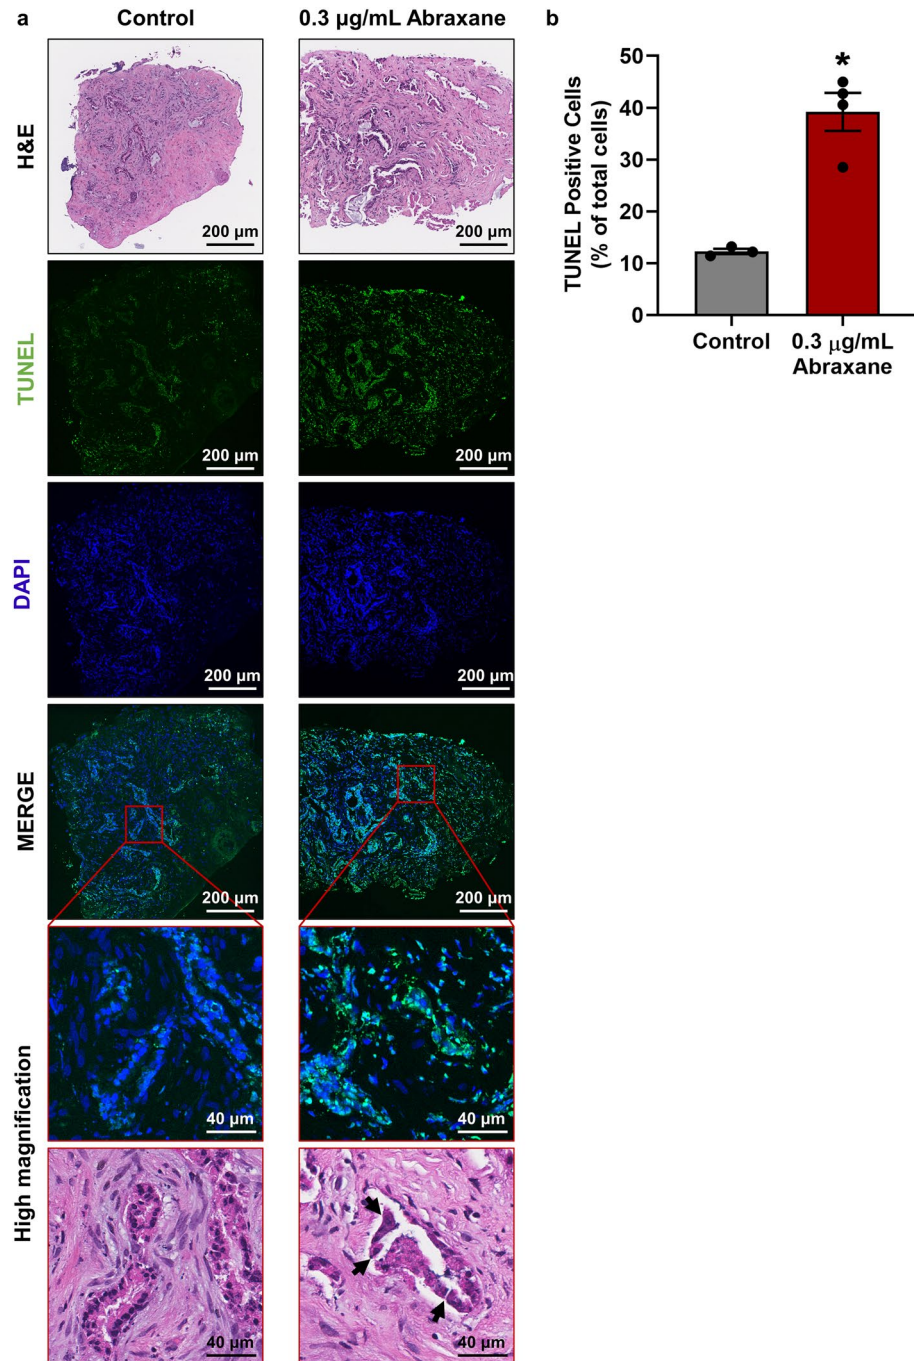 a
Control
0.3 µg/mL Abraxane
H&E
200 µm
200 µm
TUNEL
200 µm
200 µm
DAPI
200 µm
200 µm
MERGE
200 µm
200 µm
High magnification
40 µm
40 µm
40 µm
40 µm
b
TUNEL Positive Cells
(% of total cells)
50
40
30
20
10
0
*
Control
0.3 µg/mL
Abraxane